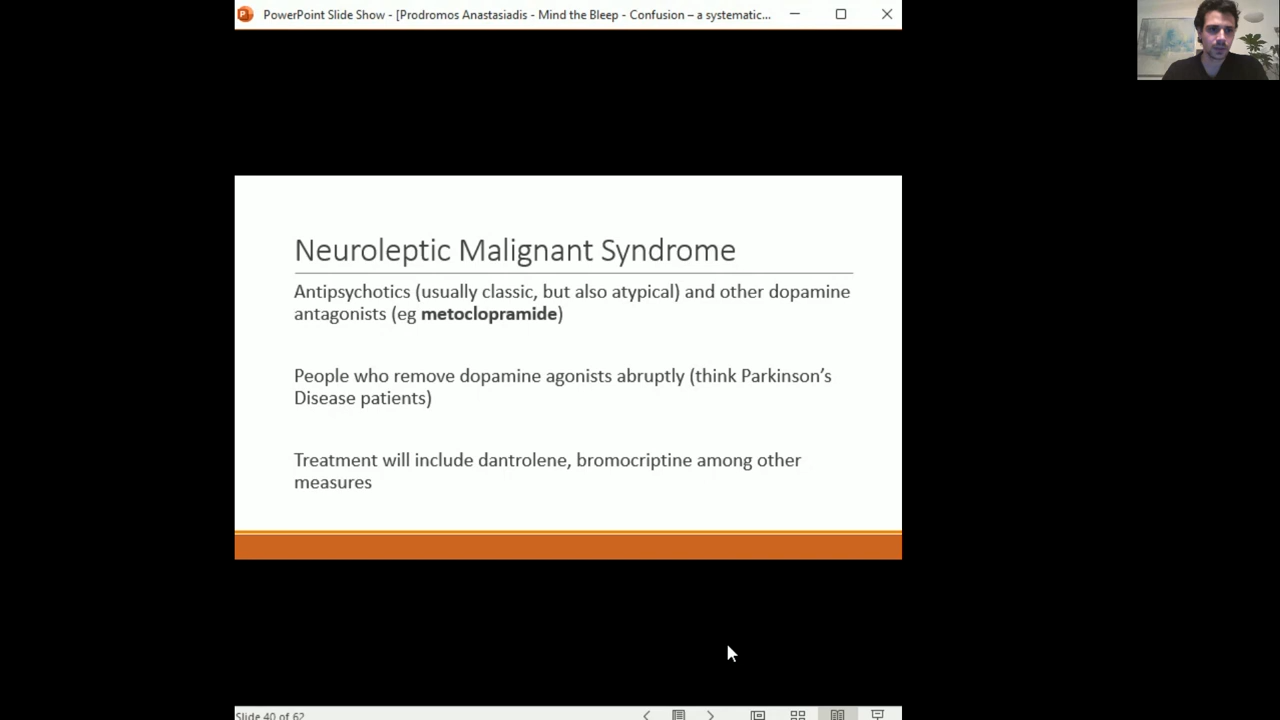 PowerPoint Slide Show - [Prodromos Anastasiadis - Mind the Bleep - Confusion – a systematic...
Neuroleptic Malignant Syndrome
Antipsychotics (usually classic, but also atypical) and other dopamine
antagonists (eg metoclopramide)
People who remove dopamine agonists abruptly (think Parkinson’s
Disease patients)
Treatment will include dantrolene, bromocriptine among other
measures
Slide 40 of 62